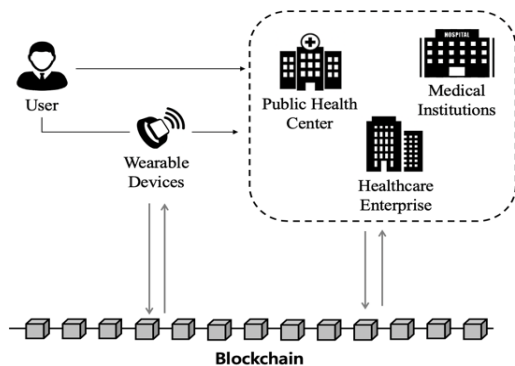 HOSPITAL
User
Public Health
Center
Medical
Institutions
Wearable
Devices
Healthcare
Enterprise
Blockchain